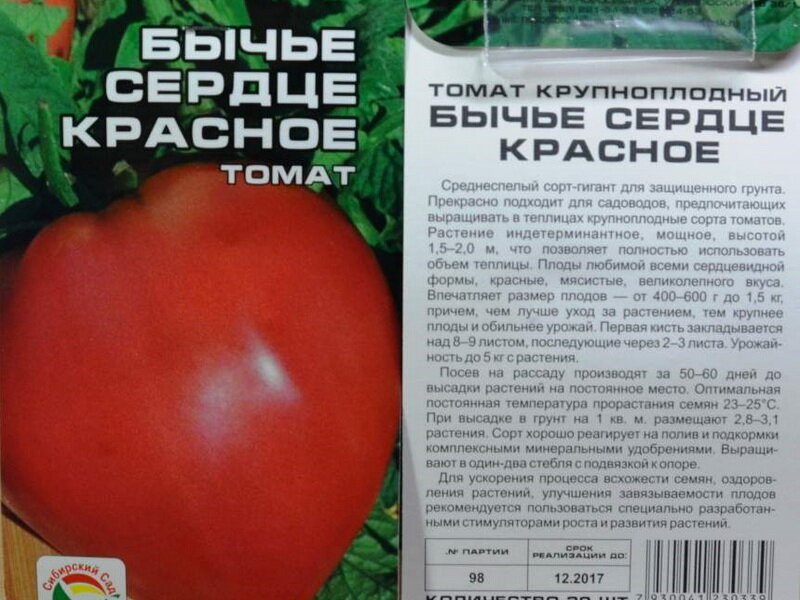 БЫЧЬЕ
СЕРДЦЕ
КРАСНОЕ
ТОМАТ
Сибирский Сад
ТОМАТ КРУПНОПЛОДНЫЙ
БЫЧЬЕ СЕРДЦЕ
КРАСНОЕ
Среднеспелый сорт-гигант для защищенного грунта.
Прекрасно подходит для садоводов, предпочитающих
выращивать в теплицах крупноплодные сорта томатов.
Растение индетерминантное, мощное, высотой
1,5–2,0 м, что позволяет полностью использовать
объем теплицы. Плоды любимой всеми сердцевидной
формы, красные, мясистые, великолепного вкуса.
Впечатляет размер плодов — от 400–600 г до 1,5 кг,
причем, чем лучше уход за растением, тем крупнее
плоды и обильнее урожай. Первая кисть закладывается
над 8–9 листом, последующие через 2–3 листа. Урожай-
ность до 5 кг с растения.
Посев на рассаду производят за 50–60 дней до
высадки растений на постоянное место. Оптимальная
постоянная температура прорастания семян 23–25°С.
При высадке в грунт на 1 кв. м. размещают 2,8–3,1
растения. Сорт хорошо реагирует на полив и подкормки
комплексными минеральными удобрениями. Выращи-
вают в один-два стебля с подвязкой к опоре.
Для ускорения процесса всхожести семян, оздоров-
ления растений, улучшения завязываемости плодов
рекомендуется пользоваться специально разработан-
ными стимуляторами роста и развития растений.
№ ПАРТИИ
СРОК
РЕАЛИЗАЦИИ ДО:
98
12.2017
7 930041 230339
КОЛИЧЕСТВО 20 ШТ